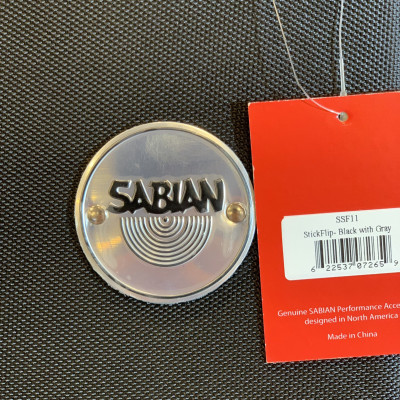 SABIAN
SSF11
StickFlip- Black with Gray
6 22537 07265 9
Genuine SABIAN Performance Acce
designed in North America
Made in China